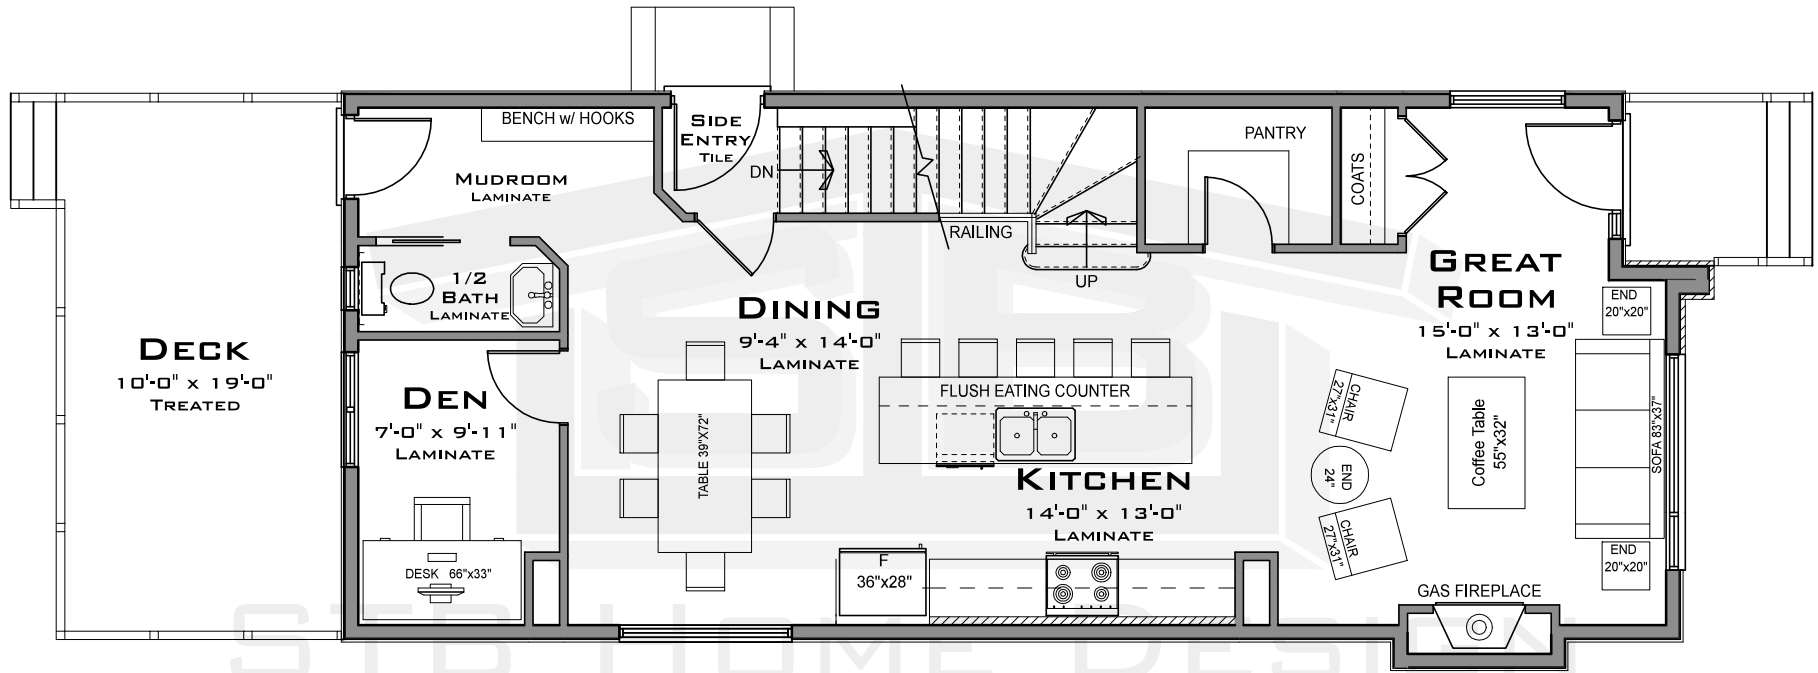 BENCH w/ HOOKS
SIDE
ENTRY
TILE
DN
MUDROOM
LAMINATE
RAILING
UP
PANTRY
COATS
1/2
BATH
LAMINATE
DECK
10'-0" x 19'-0"
TREATED
DEN
7'-0" x 9'-11"
LAMINATE
DESK 66"x33"
DINING
9'-4" x 14'-0"
LAMINATE
TABLE 39"X72"
FLUSH EATING COUNTER
KITCHEN
14'-0" x 13'-0"
LAMINATE
F
36"x28"
GREAT
ROOM
15'-0" x 13'-0"
LAMINATE
END
20"x20"
CHAIR
27"x31"
END
24"
CHAIR
27"x31"
Coffee Table
55"x32"
SOFA 83"x37"
END
20"x20"
GAS FIREPLACE
STB
STB HOME DESIGN